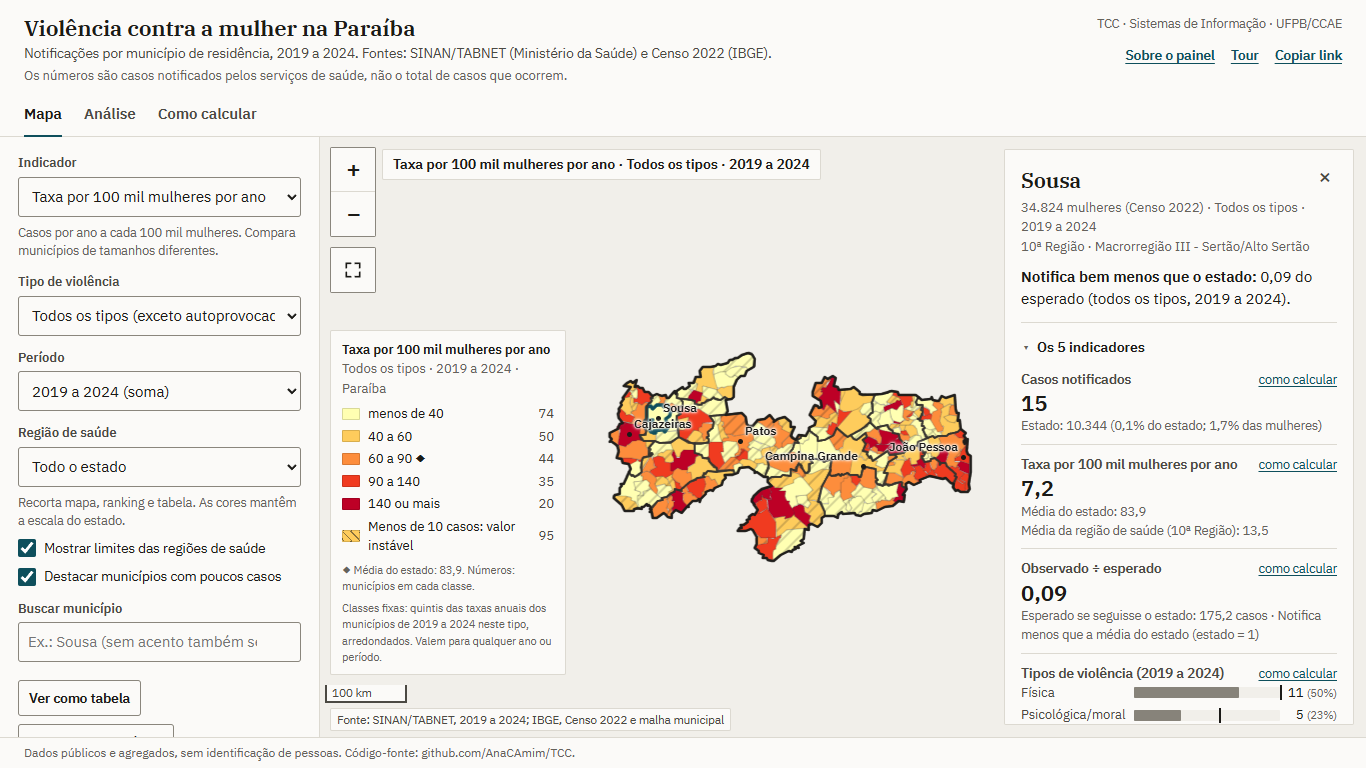 Violência contra a mulher na Paraíba
Notificações por município de residência, 2019 a 2024. Fontes: SINAN/TABNET (Ministério da Saúde) e Censo 2022 (IBGE).
Os números são casos notificados pelos serviços de saúde, não o total de casos que ocorrem.
TCC · Sistemas de Informação · UFPB/CCAE
Sobre o painel Tour Copiar link
Mapa Análise Como calcular
Indicador
Taxa por 100 mil mulheres por ano
Casos por ano a cada 100 mil mulheres. Compara
municípios de tamanhos diferentes.
Tipo de violência
Todos os tipos (exceto autoprovocac
Período
2019 a 2024 (soma)
Região de saúde
Todo o estado
Recorta mapa, ranking e tabela. As cores mantêm
a escala do estado.
Mostrar limites das regiões de saúde
Destacar municípios com poucos casos
Buscar município
Ex.: Sousa (sem acento também se
Ver como tabela
+
−
Taxa por 100 mil mulheres por ano · Todos os tipos · 2019 a 2024
Taxa por 100 mil mulheres por ano
Todos os tipos · 2019 a 2024 ·
Paraíba
menos de 40 74
40 a 60 50
60 a 90 ◆ 44
90 a 140 35
140 ou mais 20
Menos de 10 casos: valor
instável 95
◆ Média do estado: 83,9. Números:
municípios em cada classe.
Classes fixas: quintis das taxas anuais dos
municípios de 2019 a 2024 neste tipo,
arredondados. Valem para qualquer ano ou
período.
100 km
Fonte: SINAN/TABNET, 2019 a 2024; IBGE, Censo 2022 e malha municipal
Sousa
Cajazeiras
Patos
Campina Grande
João Pessoa
Sousa ×
34.824 mulheres (Censo 2022) · Todos os tipos ·
2019 a 2024
10ª Região · Macrorregião III - Sertão/Alto Sertão
Notifica bem menos que o estado: 0,09 do
esperado (todos os tipos, 2019 a 2024).
Os 5 indicadores
Casos notificados como calcular
15
Estado: 10.344 (0,1% do estado; 1,7% das mulheres)
Taxa por 100 mil mulheres por ano como calcular
7,2
Média do estado: 83,9
Média da região de saúde (10ª Região): 13,5
Observado ÷ esperado como calcular
0,09
Esperado se seguisse o estado: 175,2 casos · Notifica
menos que a média do estado (estado = 1)
Tipos de violência (2019 a 2024) como calcular
Física 11 (50%)
Psicológica/moral 5 (23%)
Dados públicos e agregados, sem identificação de pessoas. Código-fonte: github.com/AnaCAmim/TCC.